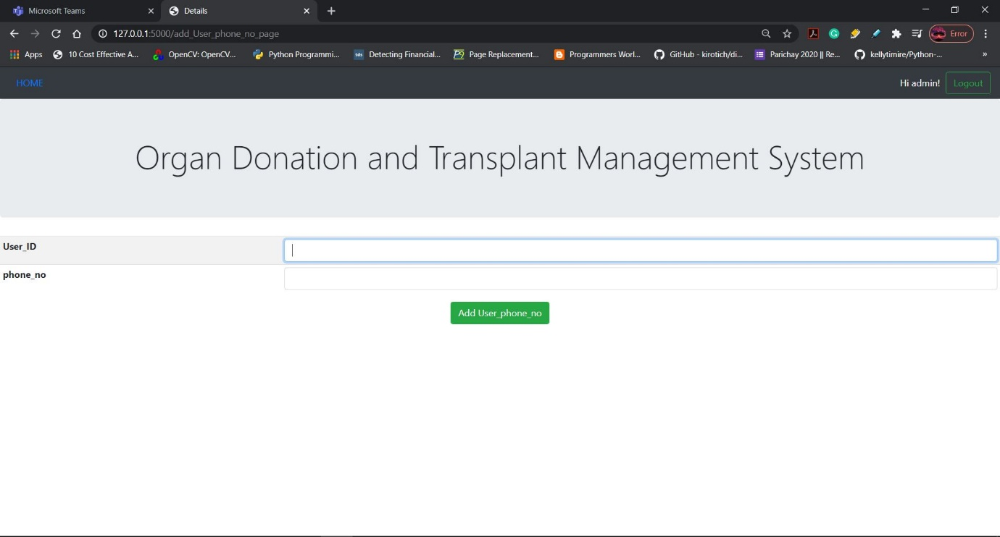 Microsoft Teams
Details
127.0.0.1:5000/add_User_phone_no_page
Error
Apps
10 Cost Effective A...
OpenCV: OpenCV...
Python Programmi...
tds
Detecting Financial...
Page Replacement...
Programmers Worl...
GitHub - kirotich/di...
Parichay 2020 || Re...
kellytimire/Python-...
»
HOME
Hi admin!
Logout
Organ Donation and Transplant Management System
User_ID
phone_no
Add User_phone_no